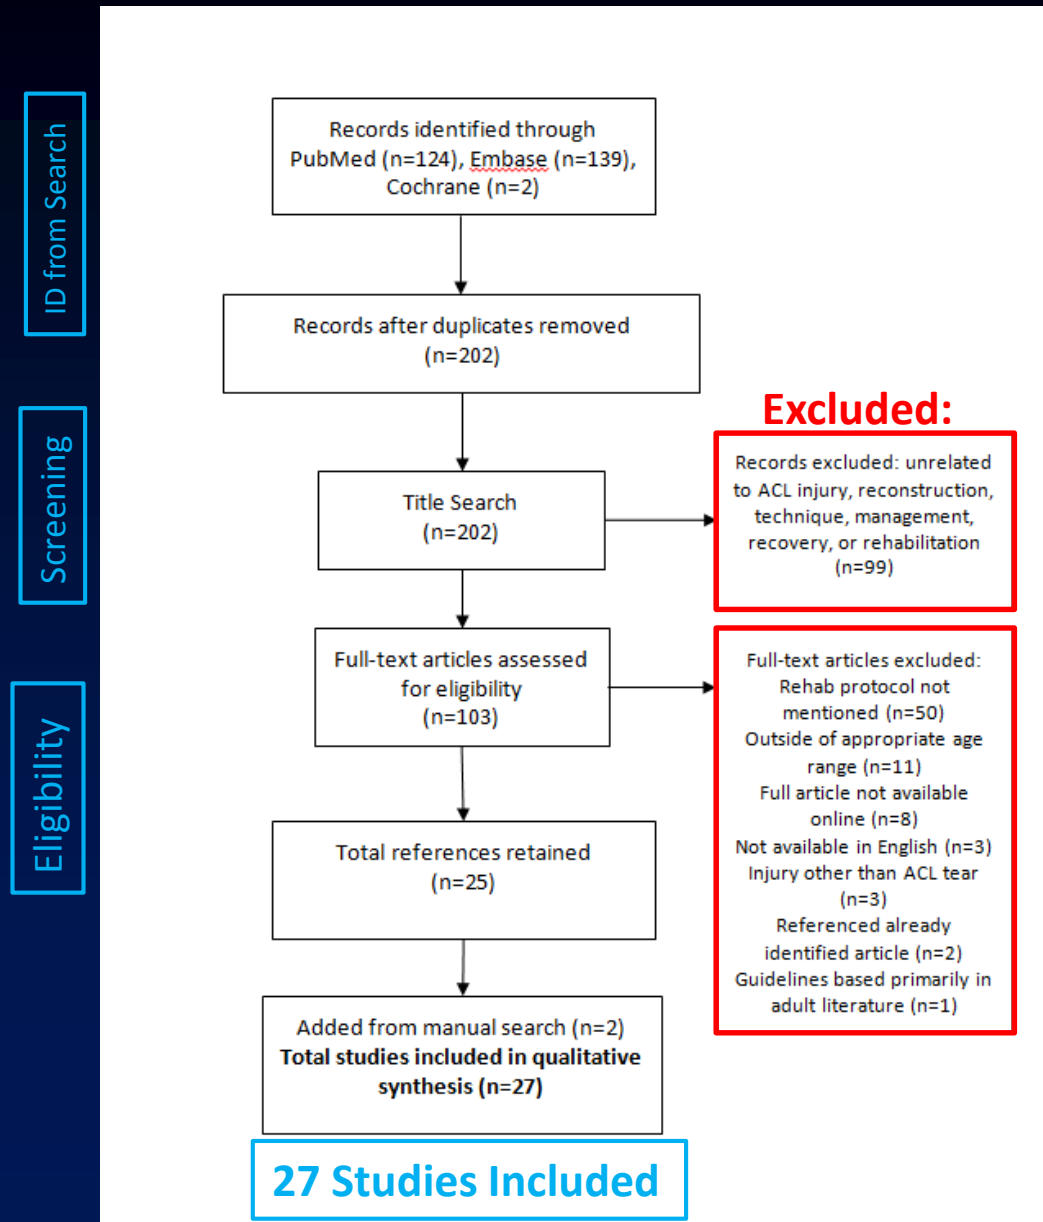 ID from Search
Records identified through
PubMed (n=124), Embase (n=139),
Cochrane (n=2)
Records after duplicates removed
(n=202)
Screening
Title Search
(n=202)
Excluded:
Records excluded: unrelated
to ACL injury, reconstruction,
technique, management,
recovery, or rehabilitation
(n=99)
Eligibility
Full-text articles assessed
for eligibility
(n=103)
Full-text articles excluded:
Rehab protocol not
mentioned (n=50)
Outside of appropriate age
range (n=11)
Full article not available
online (n=8)
Not available in English (n=3)
Injury other than ACL tear
(n=3)
Referenced already
identified article (n=2)
Guidelines based primarily in
adult literature (n=1)
Total references retained
(n=25)
Added from manual search (n=2)
Total studies included in qualitative
synthesis (n=27)
27 Studies Included